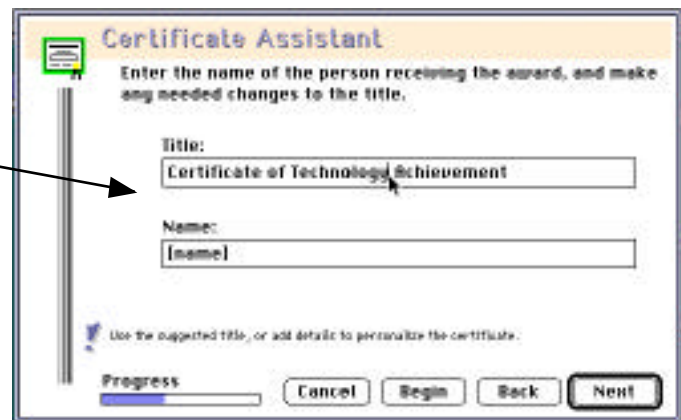 Certificate Assistant
Enter the name of the person receiving the award, and make
any needed changes to the title.
Title:
Certificate of Technology Achievement
Name:
[name]
Use the suggested title, or add details to personalize the certificate.
Progress
Cancel
Begin
Back
Next